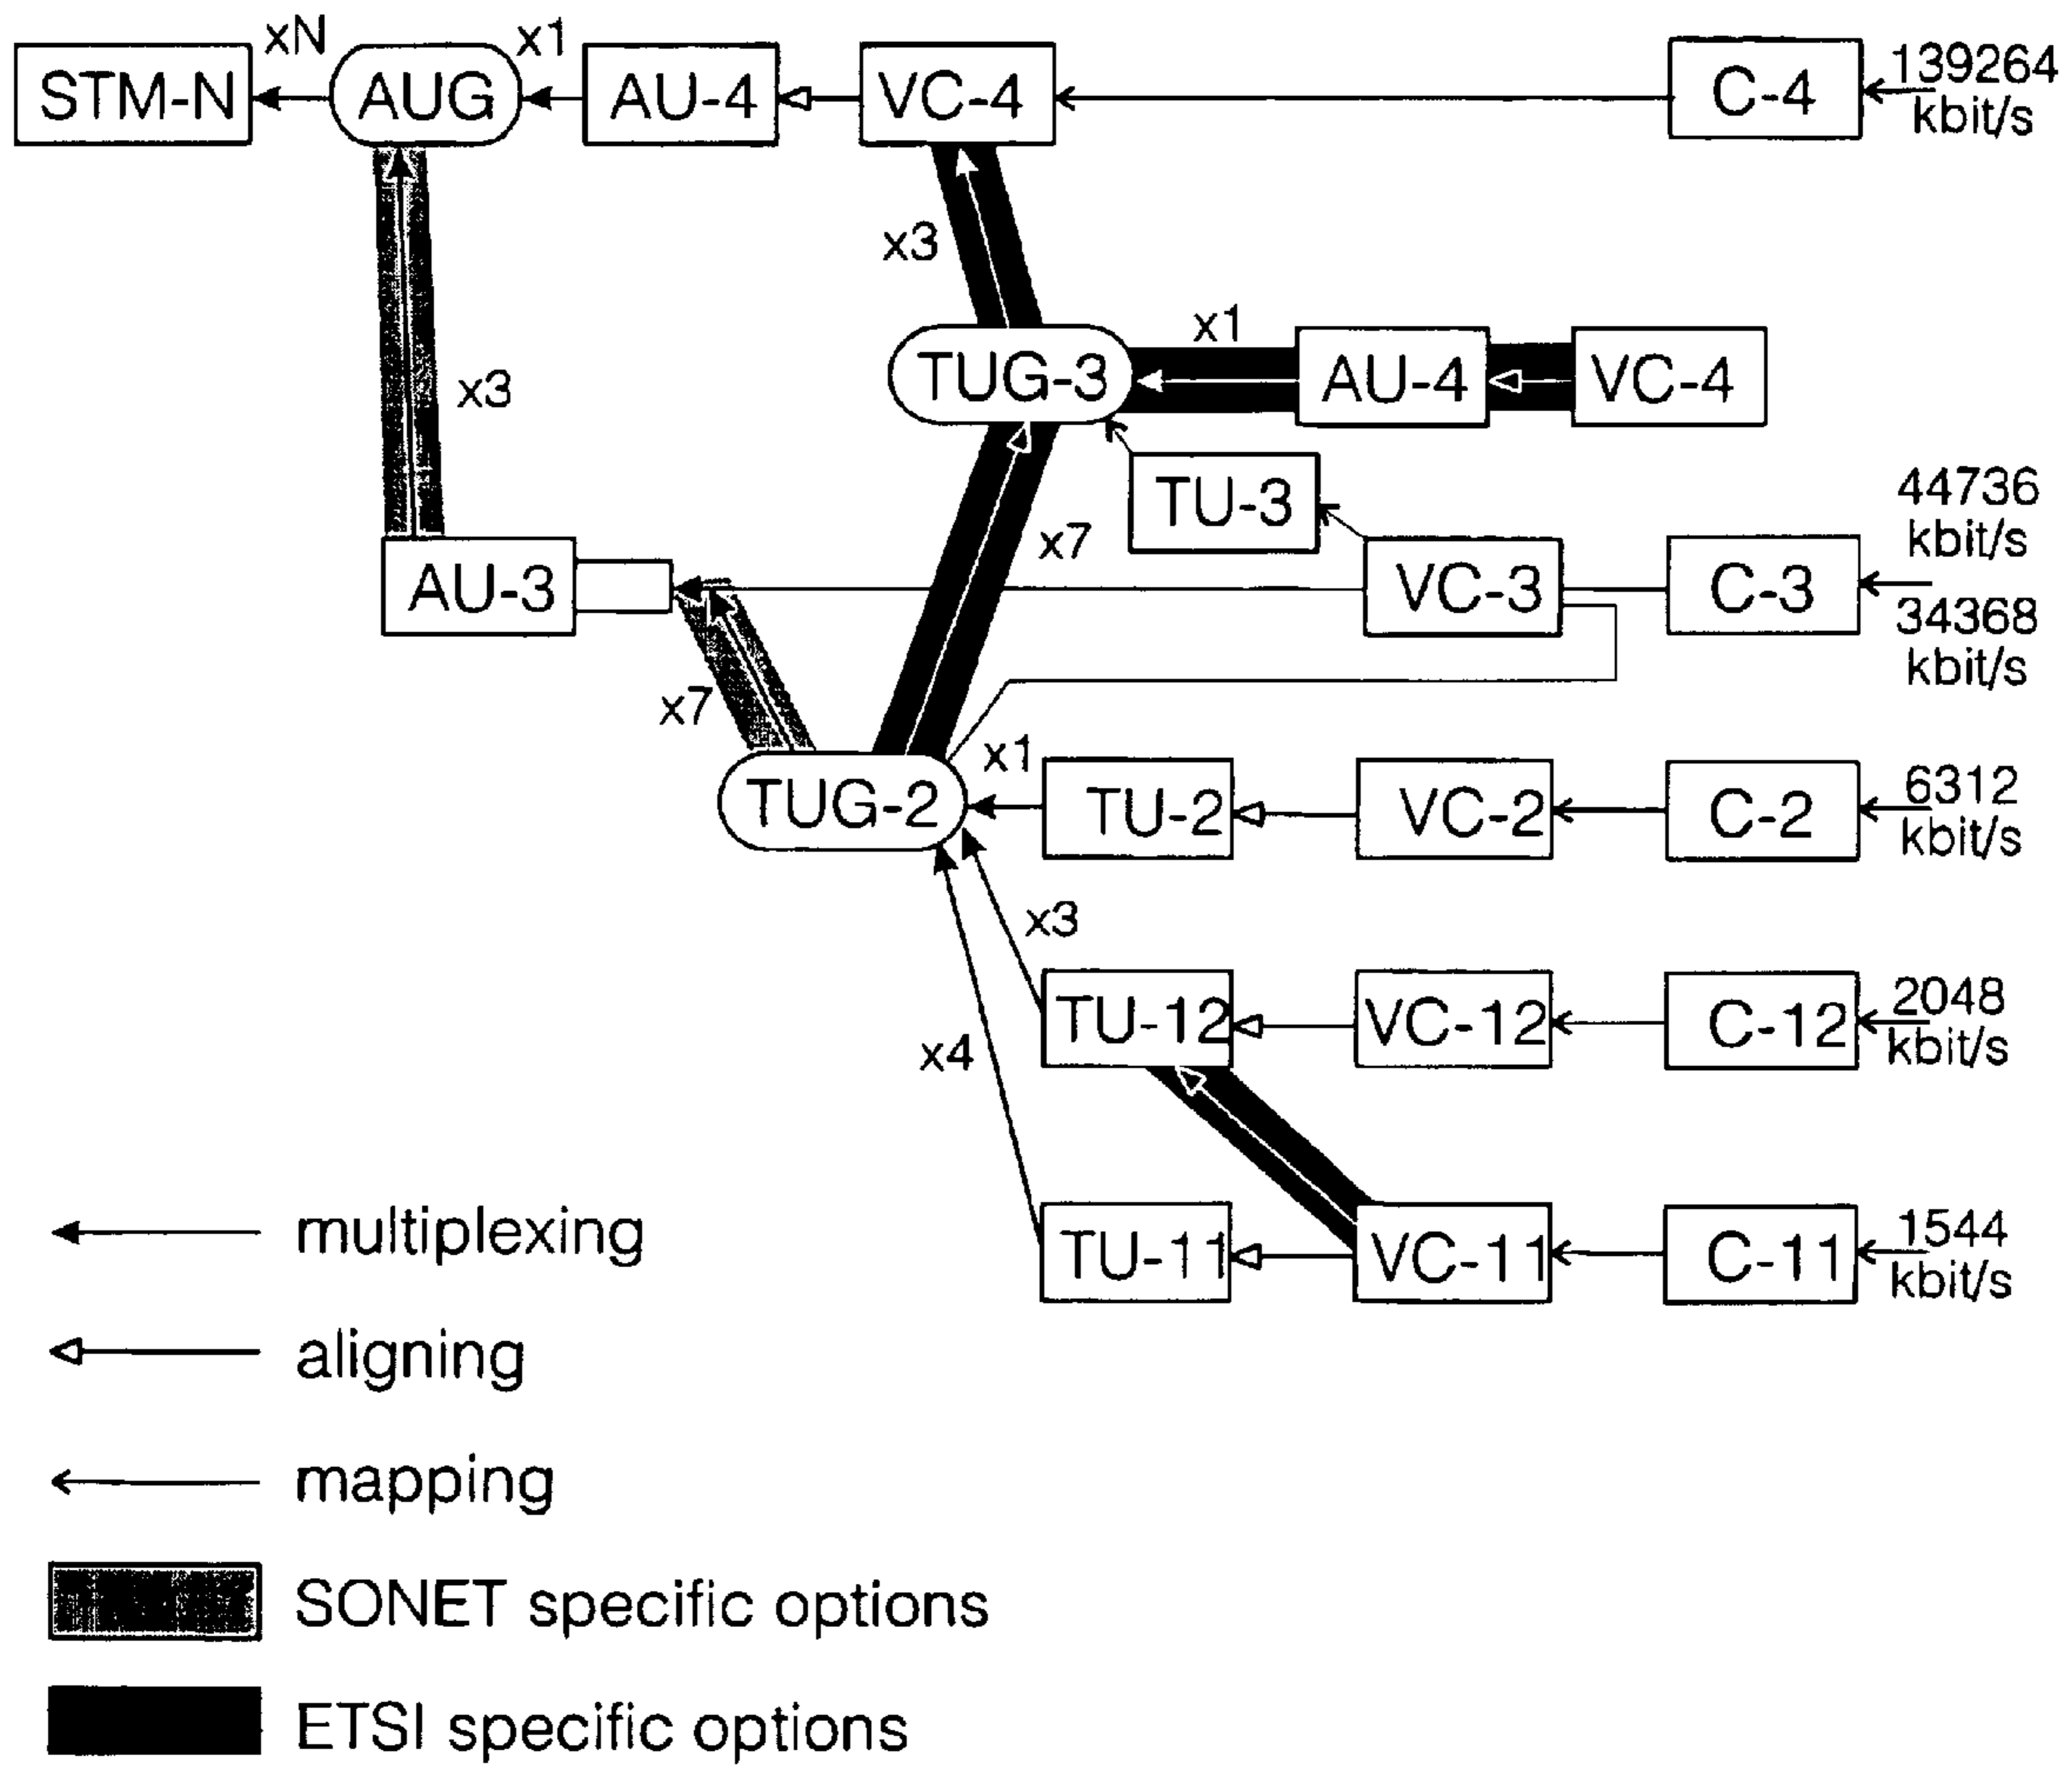 xN
x1
STM-N
AUG
AU-4
VC-4
C-4
139264
kbit/s
x3
x1
TUG-3
AU-4
VC-4
x3
TU-3
44736
kbit/s
x7
AU-3
VC-3
C-3
34368
kbit/s
x7
x1
TUG-2
TU-2
VC-2
C-2
6312
kbit/s
x3
TU-12
VC-12
C-12
2048
kbit/s
x4
TU-11
VC-11
C-11
1544
kbit/s
multiplexing
aligning
mapping
SONET specific options
ETSI specific options